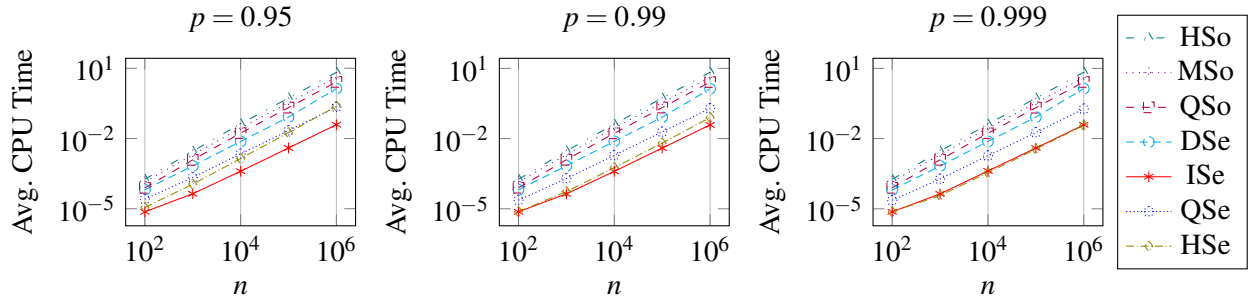 p = 0.95
p = 0.99
p = 0.999
Avg. CPU Time
10^1
10^−2
10^−5
10^2
10^4
10^6
n
Avg. CPU Time
10^1
10^−2
10^−5
10^2
10^4
10^6
n
Avg. CPU Time
10^1
10^−2
10^−5
10^2
10^4
10^6
n
HSo
MSo
QSo
DSe
ISe
QSe
HSe